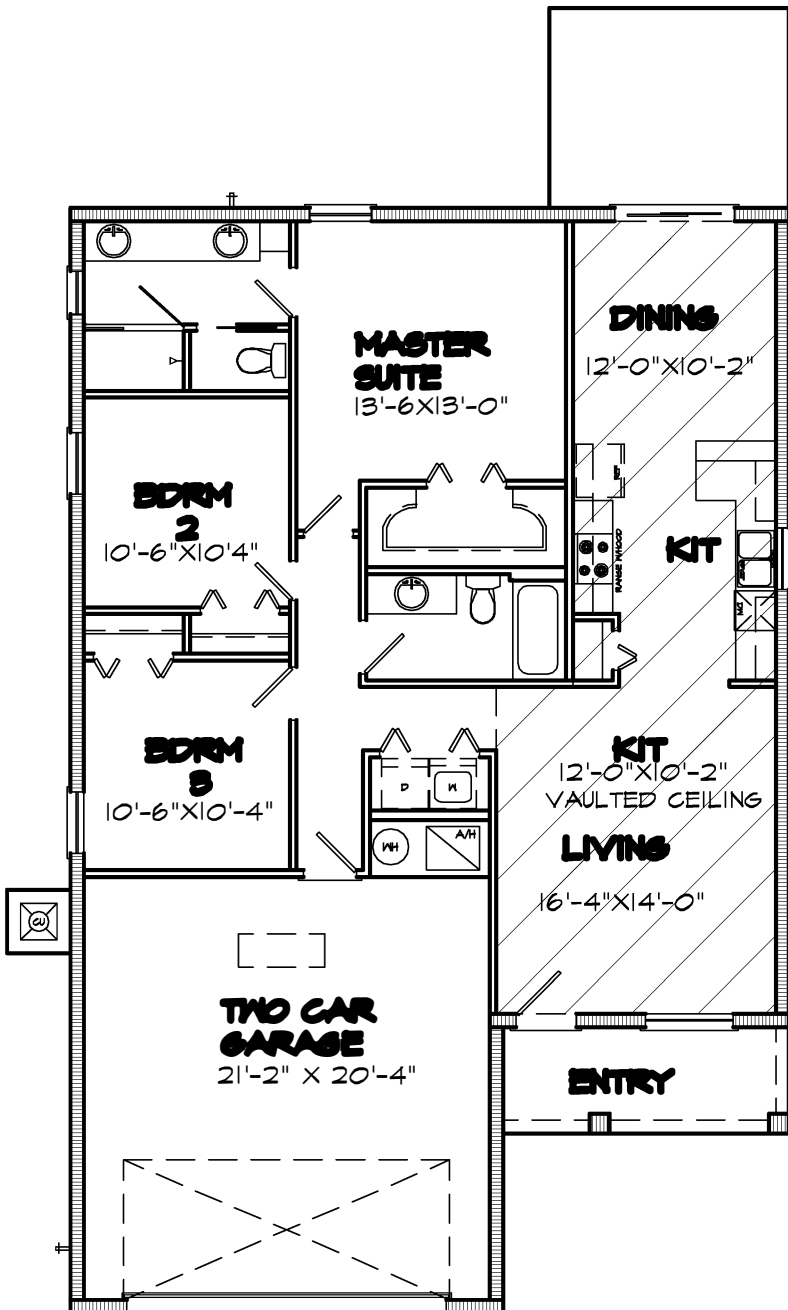 DINING
12'-0"X10'-2"
MASTER
SUITE
13'-6X13'-0"
REF
BDRM
2
10'-6"X10'4"
KIT
RANGE W/HOOD
BDRM
3
10'-6"X10'-4"
KIT
12'-0"X10'-2"
VAULTED CEILING
D
W
LIVING
16'-4"X14'-0"
WH
A/H
CU
TWO CAR
GARAGE
21'-2" X 20'-4"
ENTRY